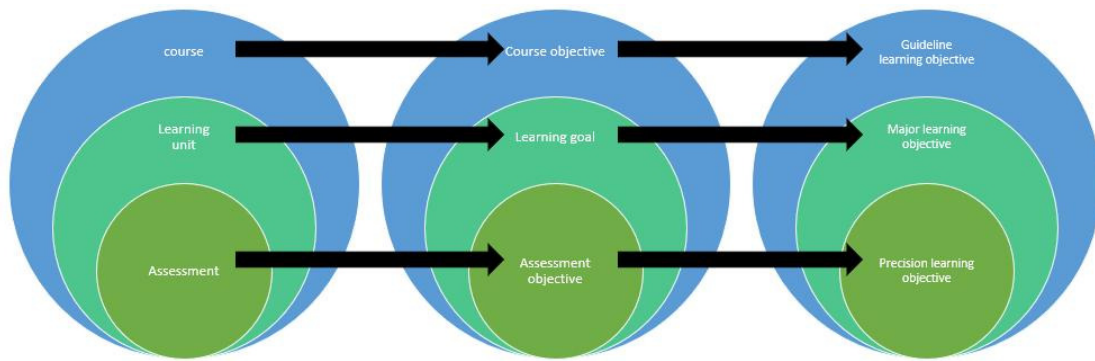 course
Course objective
Guideline
learning objective
Learning
unit
Learning goal
Major learning
objective
Assessment
Assessment
objective
Precision learning
objective